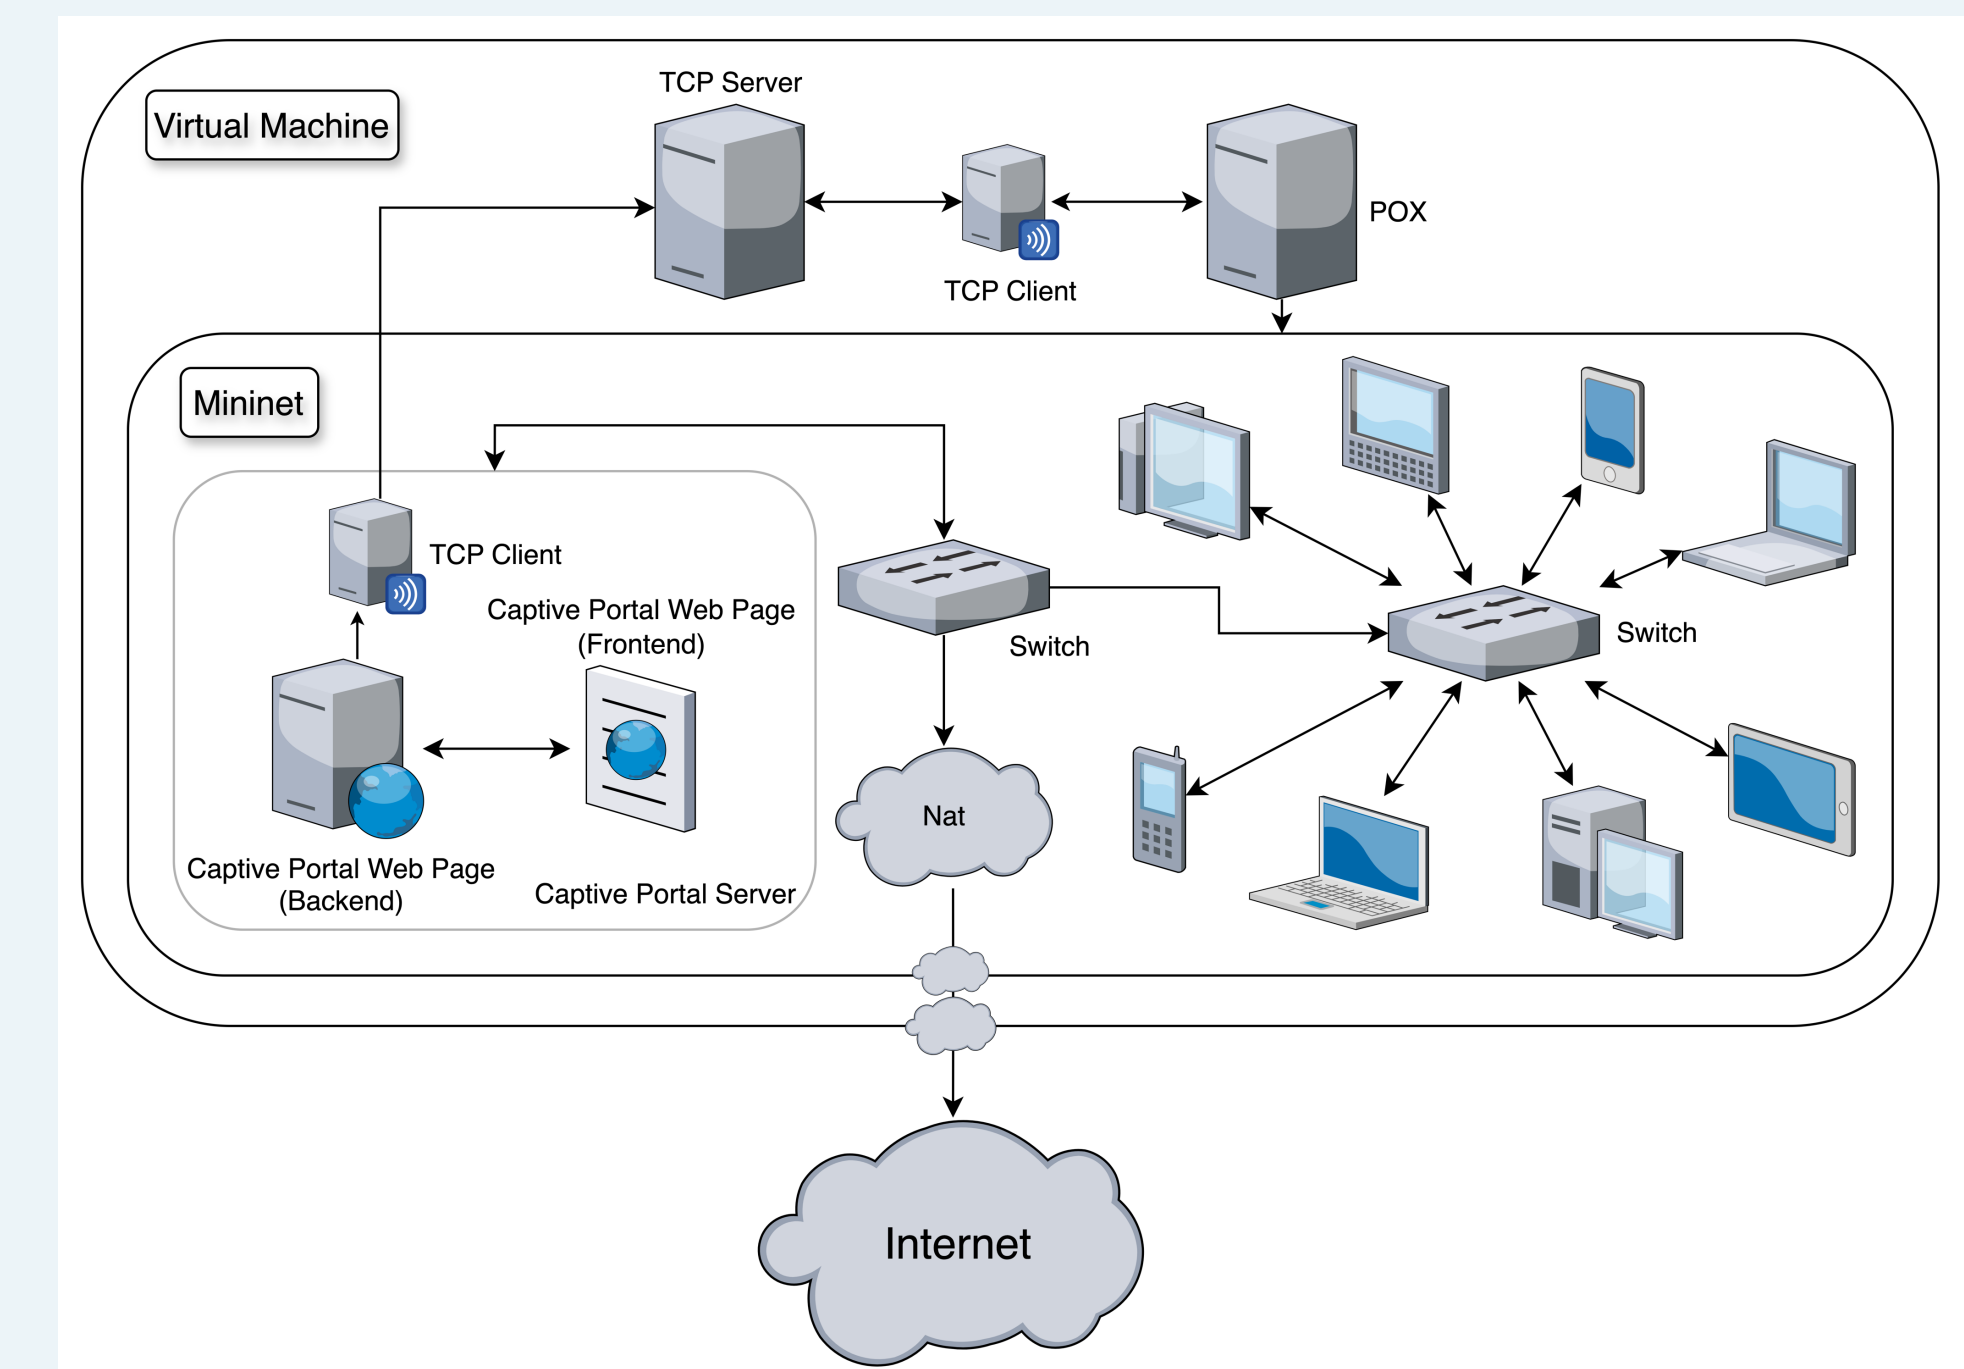 TCP Server
Virtual Machine
POX
TCP Client
Mininet
TCP Client
Captive Portal Web Page
(Frontend)
Switch
Switch
Nat
Captive Portal Web Page
(Backend)
Captive Portal Server
Internet